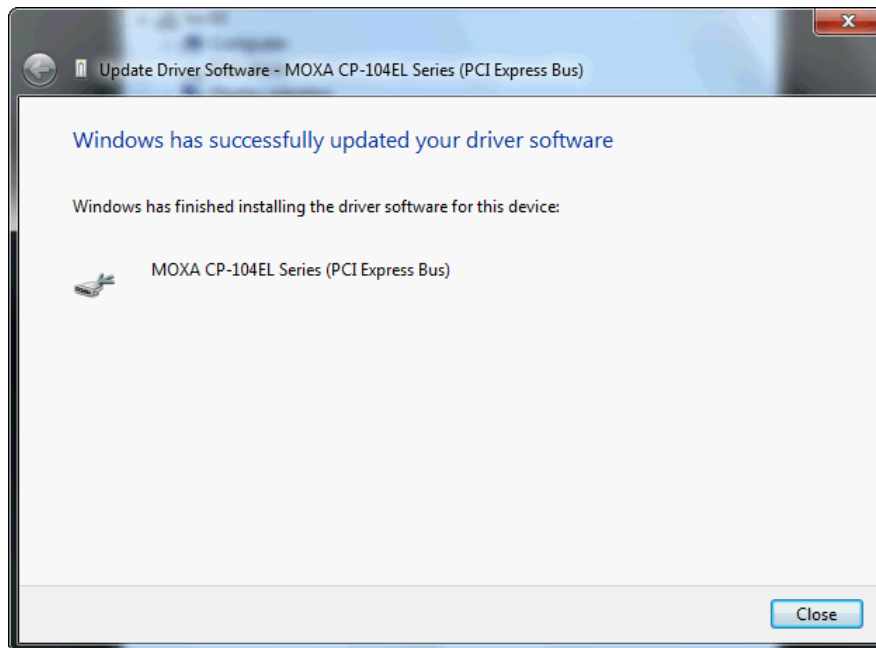 Computer
Update Driver Software - MOXA CP-104EL Series (PCI Express Bus)
Windows has successfully updated your driver software
Windows has finished installing the driver software for this device:
MOXA CP-104EL Series (PCI Express Bus)
Close